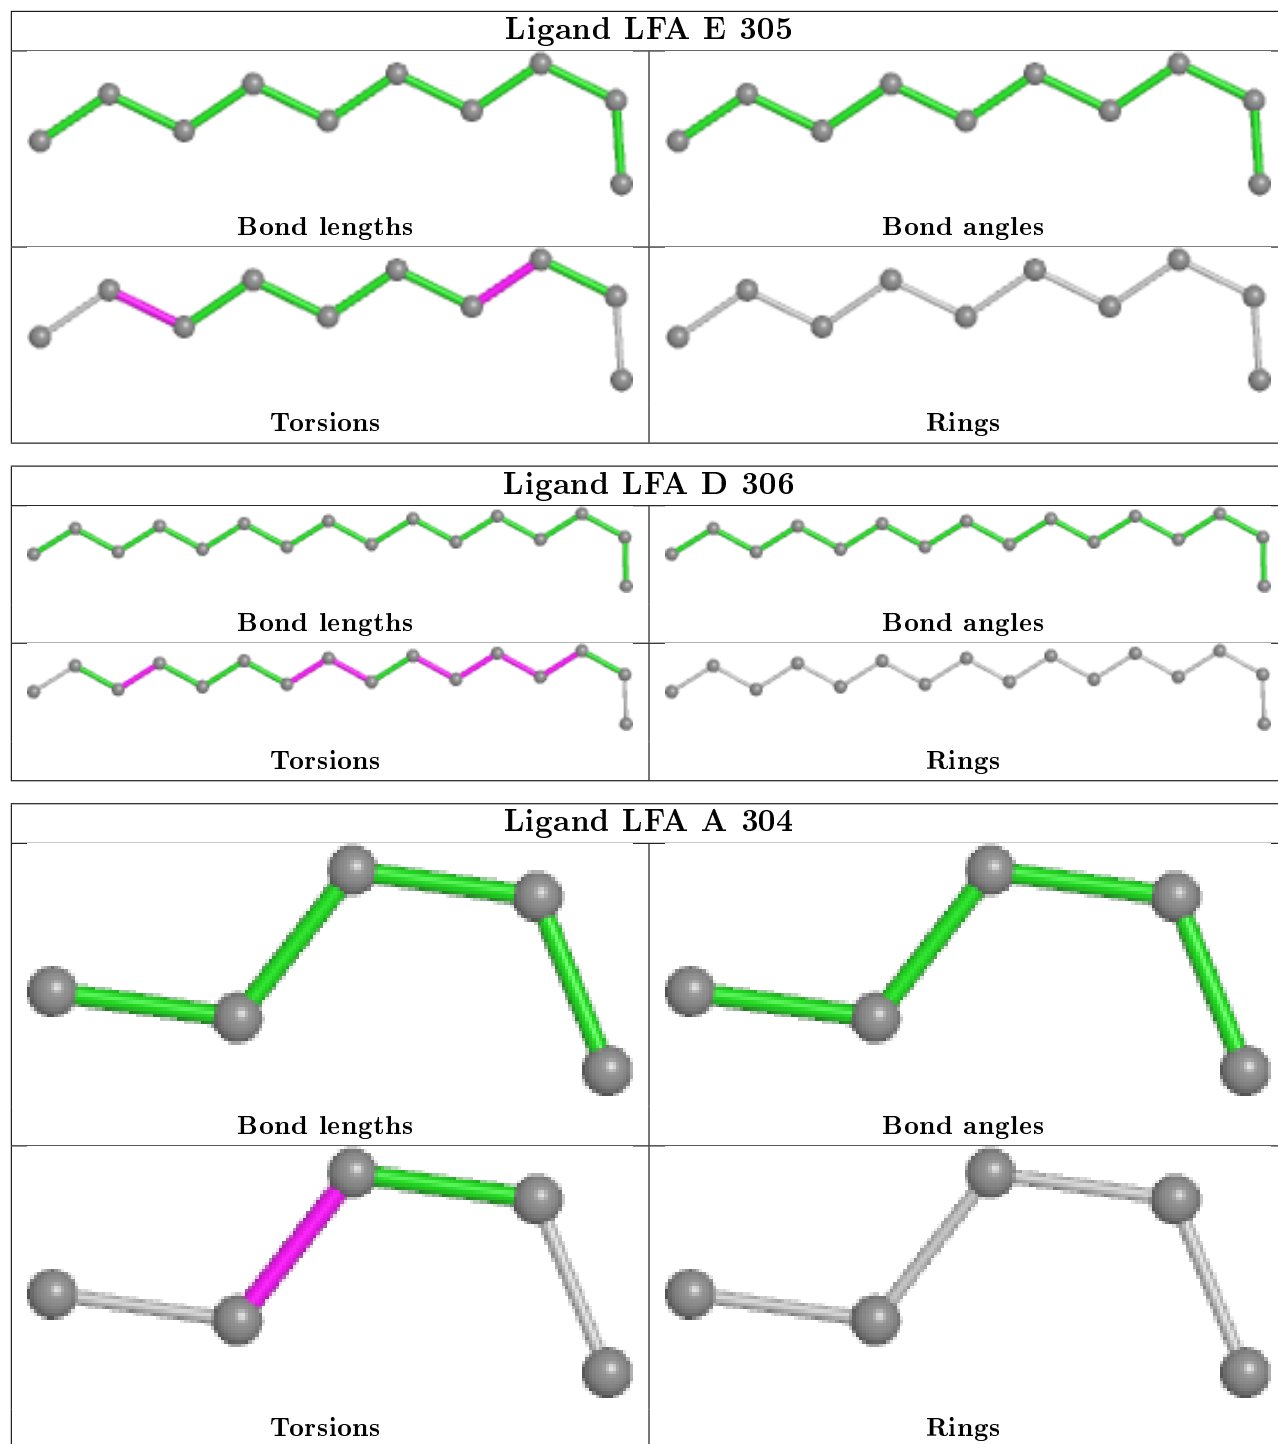 Ligand LFA E 305
Bond lengths
Bond angles
Torsions
Rings
Ligand LFA D 306
Bond lengths
Bond angles
Torsions
Rings
Ligand LFA A 304
Bond lengths
Bond angles
Torsions
Rings